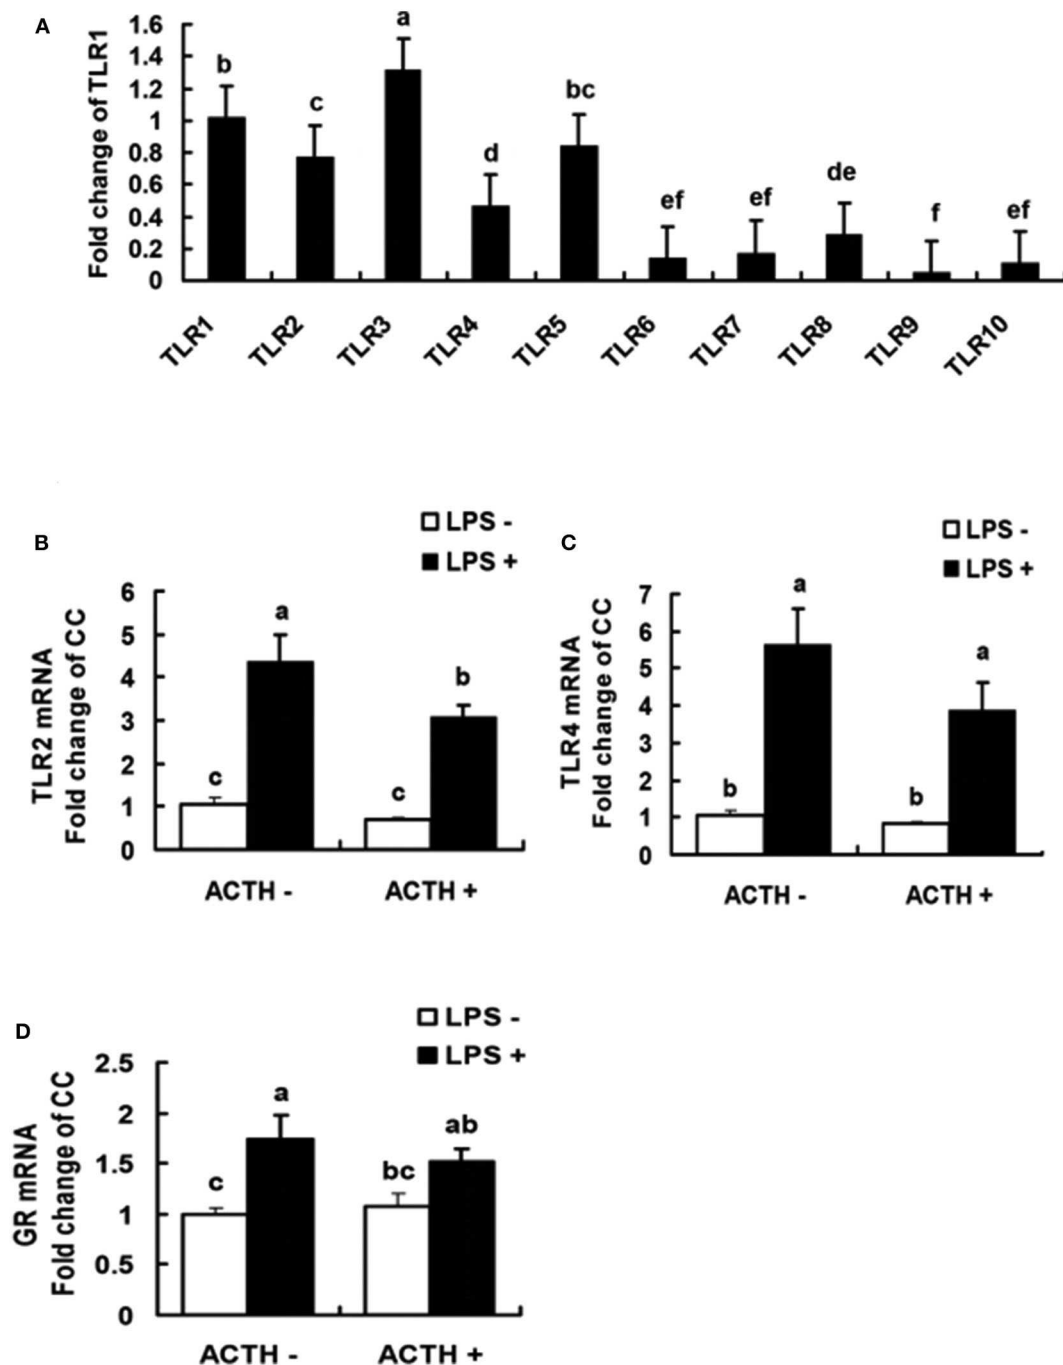 A
Fold change of TLR1
1.6
1.4
1.2
1
0.8
0.6
0.4
0.2
0
b
c
a
d
bc
ef
ef
de
f
ef
TLR1
TLR2
TLR3
TLR4
TLR5
TLR6
TLR7
TLR8
TLR9
TLR10
B
LPS -
LPS +
TLR2 mRNA
Fold change of CC
6
5
4
3
2
1
0
c
a
c
b
ACTH -
ACTH +
C
LPS -
LPS +
TLR4 mRNA
Fold change of CC
7
6
5
4
3
2
1
0
b
a
b
a
ACTH -
ACTH +
D
LPS -
LPS +
GR mRNA
Fold change of CC
2.5
2
1.5
1
0.5
0
c
a
bc
ab
ACTH -
ACTH +